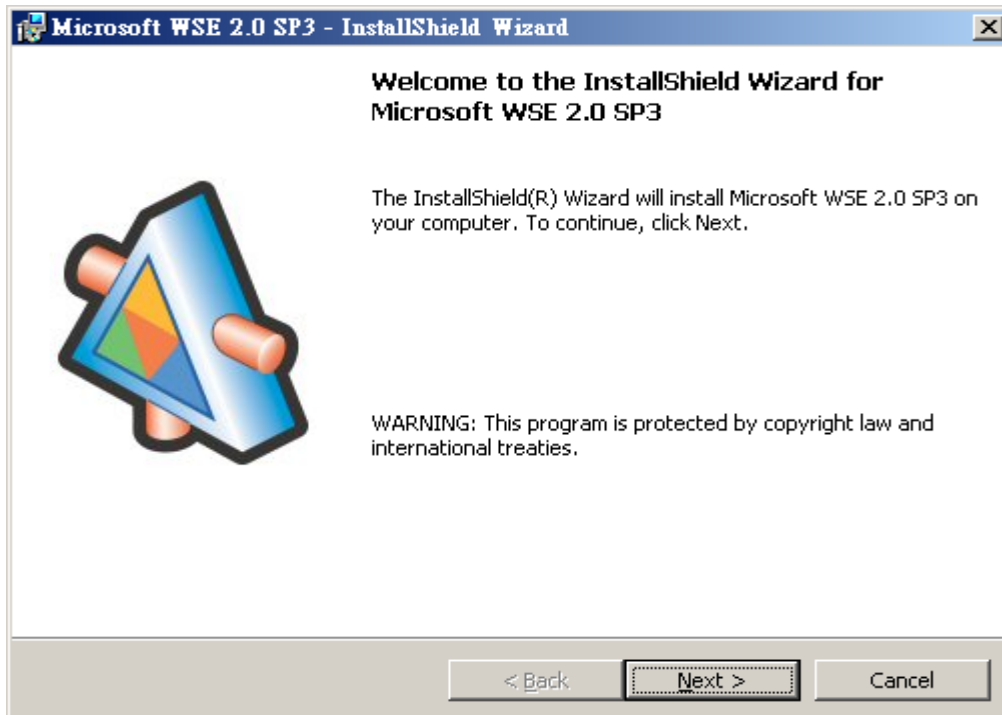 Microsoft WSE 2.0 SP3 - InstallShield Wizard
Welcome to the InstallShield Wizard for
Microsoft WSE 2.0 SP3
The InstallShield(R) Wizard will install Microsoft WSE 2.0 SP3 on
your computer. To continue, click Next.
WARNING: This program is protected by copyright law and
international treaties.
< Back
Next >
Cancel